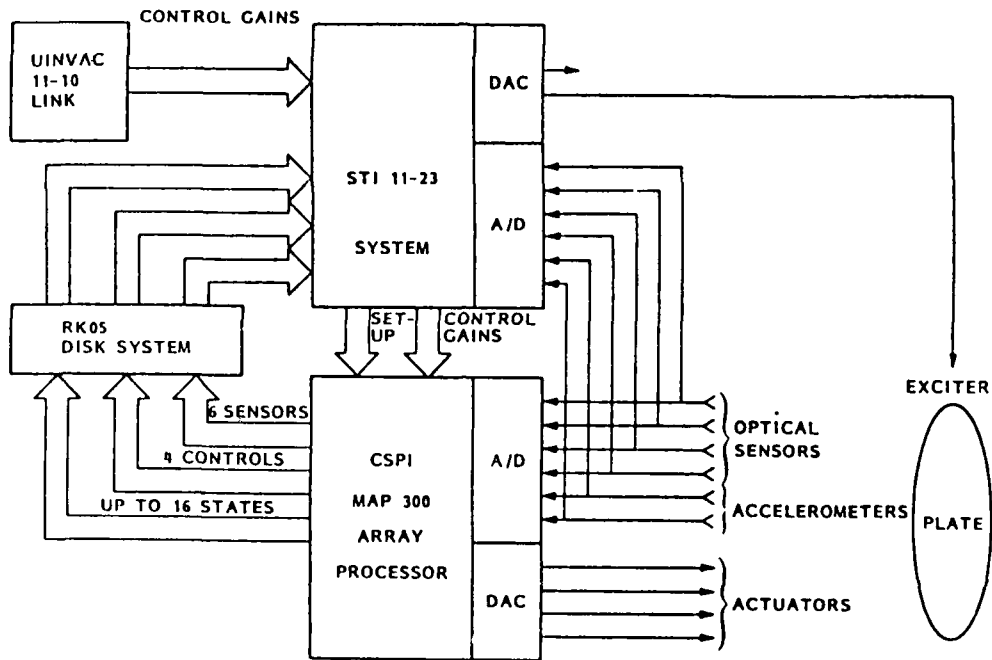 CONTROL GAINS
UINVAC
11-10
LINK
DAC
STI 11-23
SYSTEM
A/D
RK05
DISK SYSTEM
SET-
UP
CONTROL
GAINS
EXCITER
6 SENSORS
4 CONTROLS
UP TO 16 STATES
CSPI
MAP 300
ARRAY
PROCESSOR
A/D
DAC
OPTICAL
SENSORS
ACCELEROMETERS
ACTUATORS
PLATE